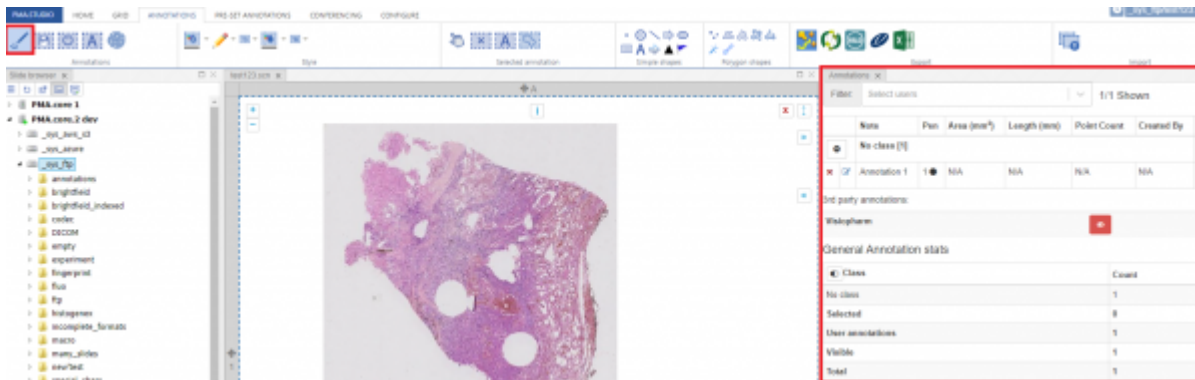 PMA.STUDIO HOME GRID ANNOTATIONS PRE-SET ANNOTATIONS CONFERENCING CONFIGURE
Annotations Style Selected annotation Simple shapes Polygon shapes Export Import
Slide browser x
test123.scn x
Annotations x
Filter: Select users 1/1 Shown
PMA.core 1
PMA.core.2 dev
_sys_aws_s3
_sys_azure
_sys_ftp
annotations
brightfield
brightfield_indexed
codec
DICOM
empty
experiment
fingerprint
fluo
ftp
histogenex
incomplete_formats
macro
many_slides
newTest
A
1
Note Pen Area (mm²) Length (mm) Point Count Created By
No class [1]
Annotation 1 1 N/A N/A N/A N/A
3rd party annotations:
Visiopharm
General Annotation stats
Class Count
No class 1
Selected 0
User annotations 1
Visible 1
Total 1